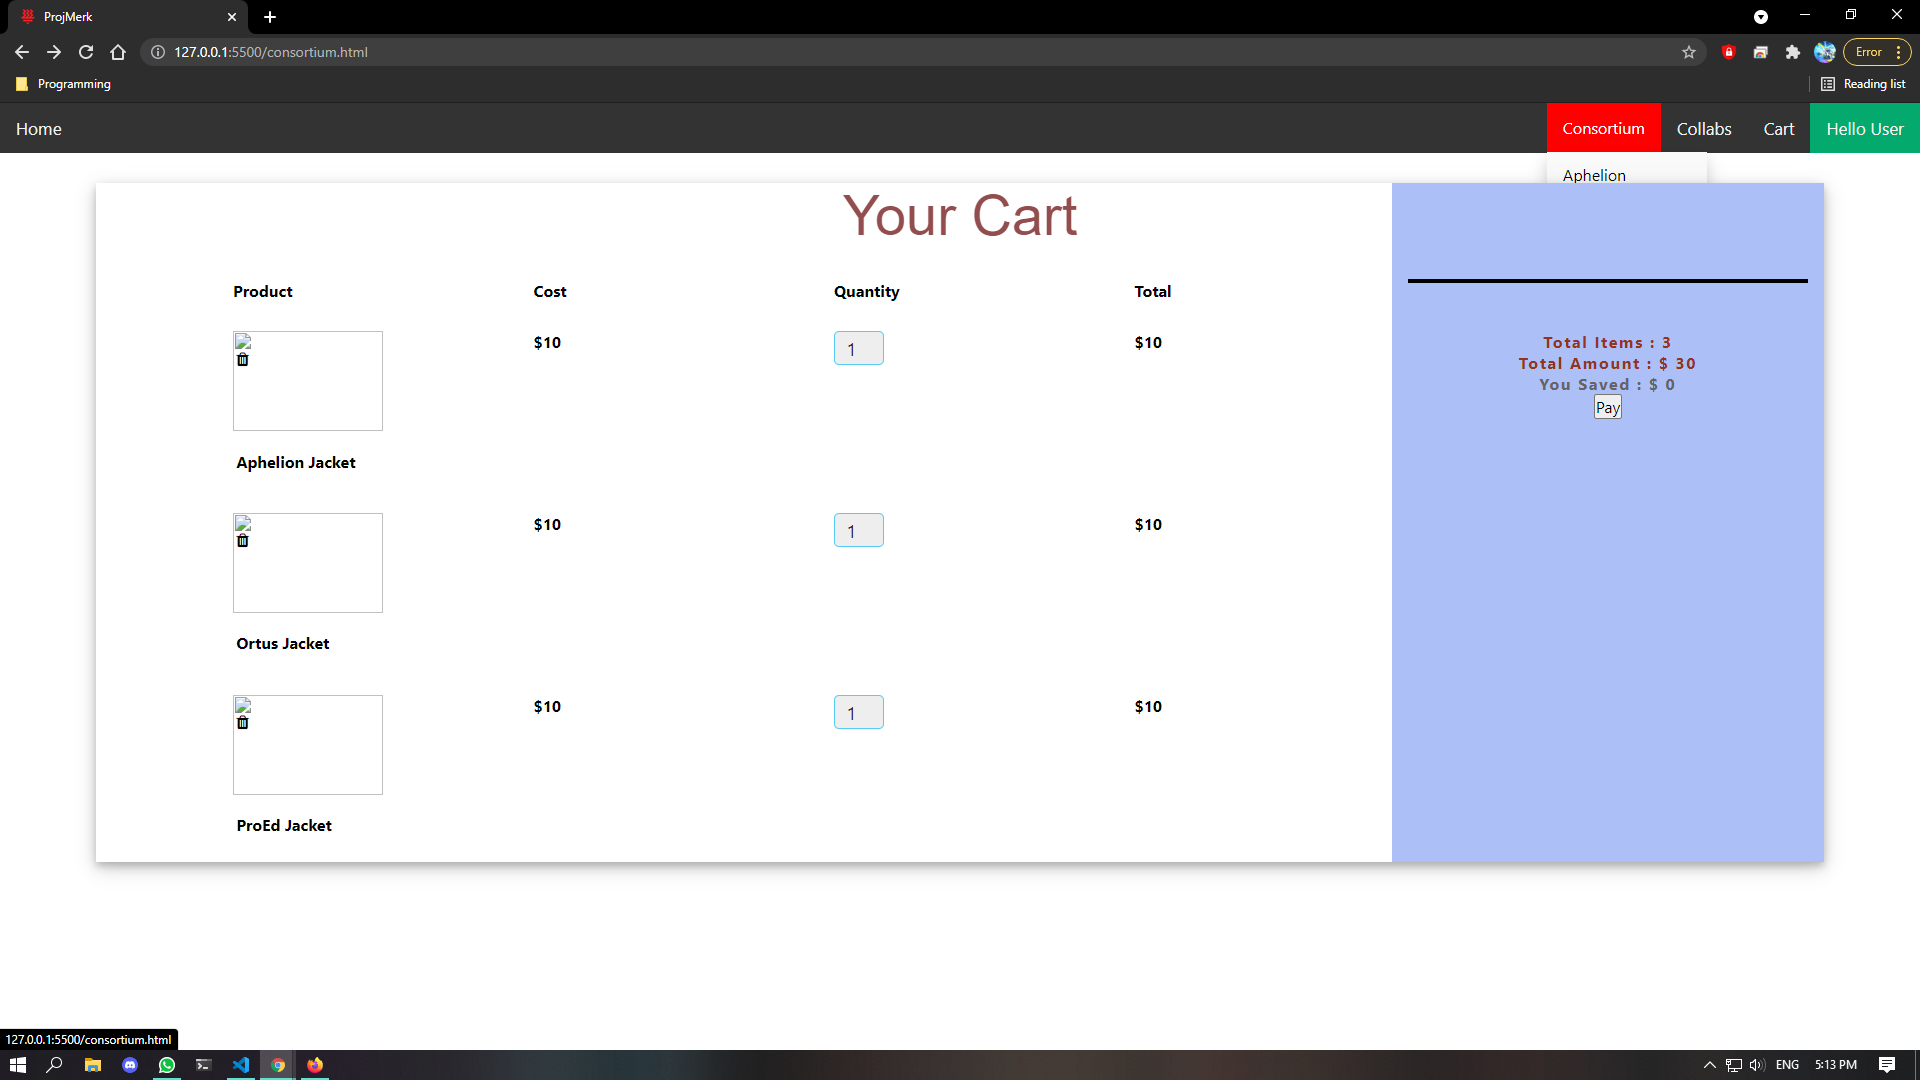 ProjMerk
127.0.0.1:5500/consortium.html
Error
Programming
Reading list
Home
Consortium
Collabs
Cart
Hello User
Aphelion
Your Cart
Product Cost Quantity Total
$10 1 $10
Aphelion Jacket
$10 1 $10
Ortus Jacket
$10 1 $10
ProEd Jacket
Total Items : 3
Total Amount : $ 30
You Saved : $ 0
Pay
127.0.0.1:5500/consortium.html
ENG
5:13 PM